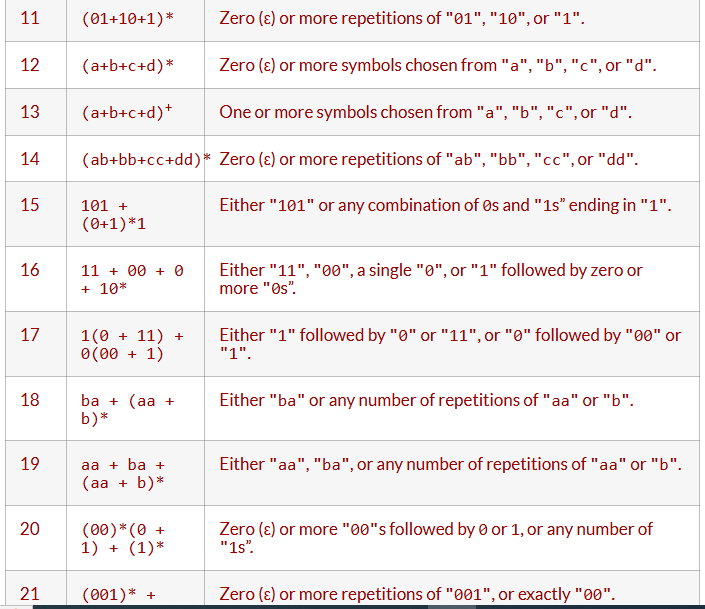 11 (01+10+1)* Zero (ε) or more repetitions of "01", "10", or "1".
12 (a+b+c+d)* Zero (ε) or more symbols chosen from "a", "b", "c", or "d".
13 (a+b+c+d)⁺ One or more symbols chosen from "a", "b", "c", or "d".
14 (ab+bb+cc+dd)* Zero (ε) or more repetitions of "ab", "bb", "cc", or "dd".
15 101 + Either "101" or any combination of 0s and "1s” ending in "1".
(0+1)*1
16 11 + 00 + 0 Either "11", "00", a single "0", or "1" followed by zero or
+ 10* more "0s”.
17 1(0 + 11) + Either "1" followed by "0" or "11", or "0" followed by "00" or
0(00 + 1) "1".
18 ba + (aa + Either "ba" or any number of repetitions of "aa" or "b".
b)*
19 aa + ba + Either "aa", "ba", or any number of repetitions of "aa" or "b".
(aa + b)*
20 (00)*(0 + Zero (ε) or more "00"s followed by 0 or 1, or any number of
1) + (1)* "1s”.
21 (001)* + Zero (ε) or more repetitions of "001", or exactly "00".